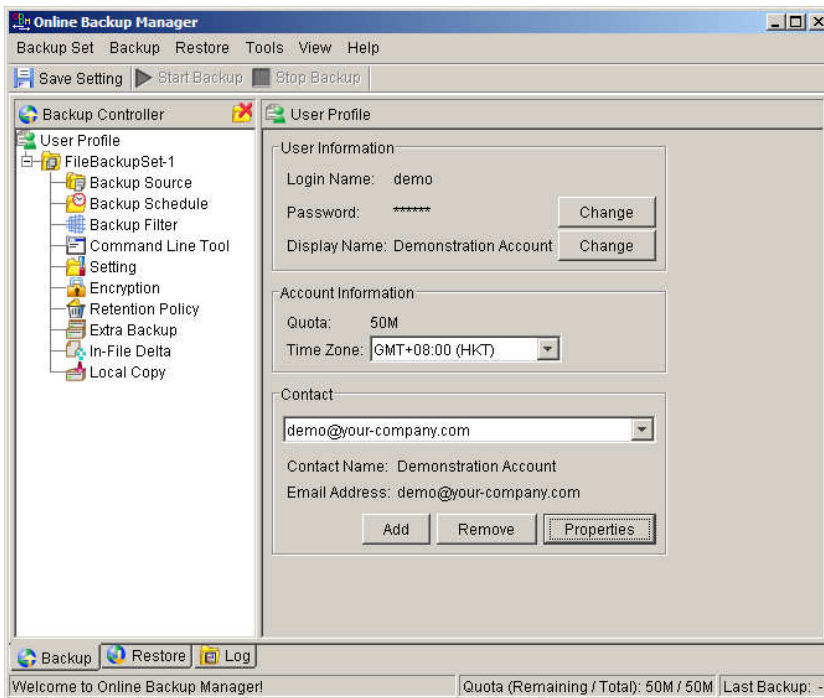 Online Backup Manager
Backup Set Backup Restore Tools View Help
Save Setting Start Backup Stop Backup
Backup Controller
User Profile
FileBackupSet-1
Backup Source
Backup Schedule
Backup Filter
Command Line Tool
Setting
Encryption
Retention Policy
Extra Backup
In-File Delta
Local Copy
User Profile
User Information
Login Name: demo
Password: ****** Change
Display Name: Demonstration Account Change
Account Information
Quota: 50M
Time Zone: GMT+08:00 (HKT)
Contact
demo@your-company.com
Contact Name: Demonstration Account
Email Address: demo@your-company.com
Add Remove Properties
Backup Restore Log
Welcome to Online Backup Manager! Quota (Remaining / Total): 50M / 50M Last Backup: -